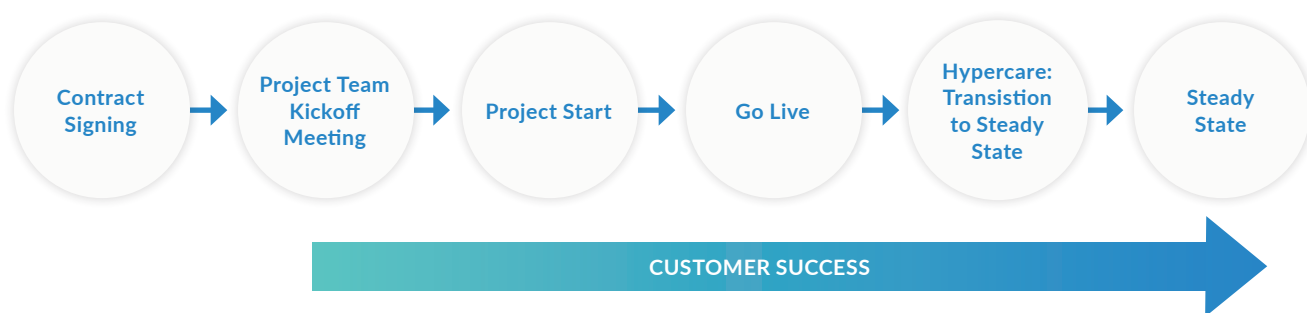 Contract
Signing
Project Team
Kickoff
Meeting
Project Start
Go Live
Hypercare:
Transistion
to Steady
State
Steady
State
CUSTOMER SUCCESS